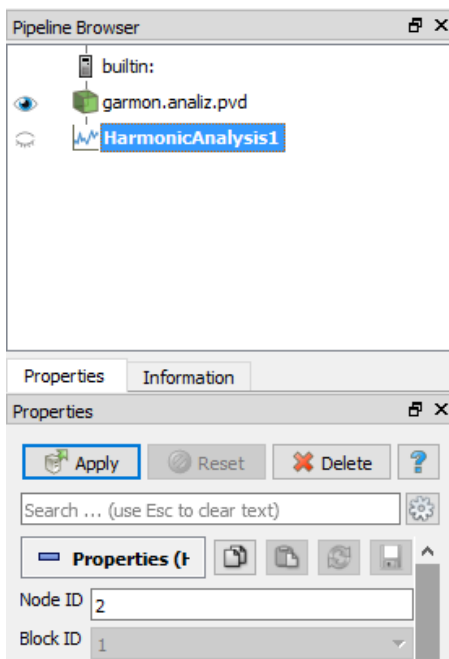 Pipeline Browser
builtin:
garmon.analiz.pvd
HarmonicAnalysis1
Properties Information
Properties
Apply Reset Delete ?
Search ... (use Esc to clear text)
Properties (H
Node ID 2
Block ID 1